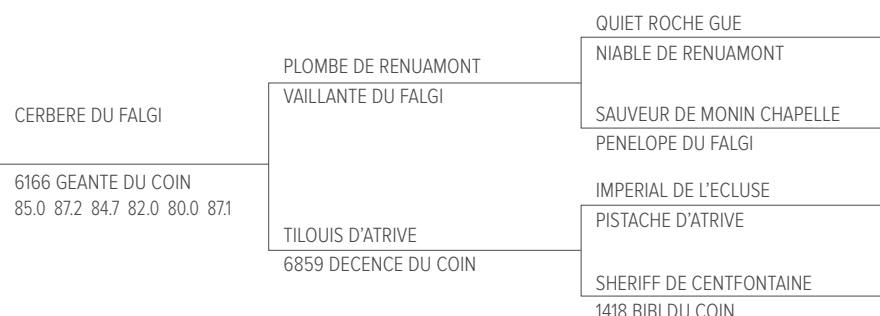 CERBERE DU FALGI
6166 GEANTE DU COIN
85.0 87.2 84.7 82.0 80.0 87.1
PLOMBE DE RENUAMONT
VAILLANTE DU FALGI
TILOUIS D'ATRIVE
6859 DECENCE DU COIN
QUIET ROCHE GUE
NIABLE DE RENUAMONT
SAUVEUR DE MONIN CHAPELLE
PENELOPE DU FALGI
IMPERIAL DE L'ECLUSE
PISTACHE D'ATRIVE
SHERIFF DE CENTFONTAINE
1418 BIBI DU COIN